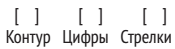 [ ] [ ] [ ]
Контур Цифры Стрелки